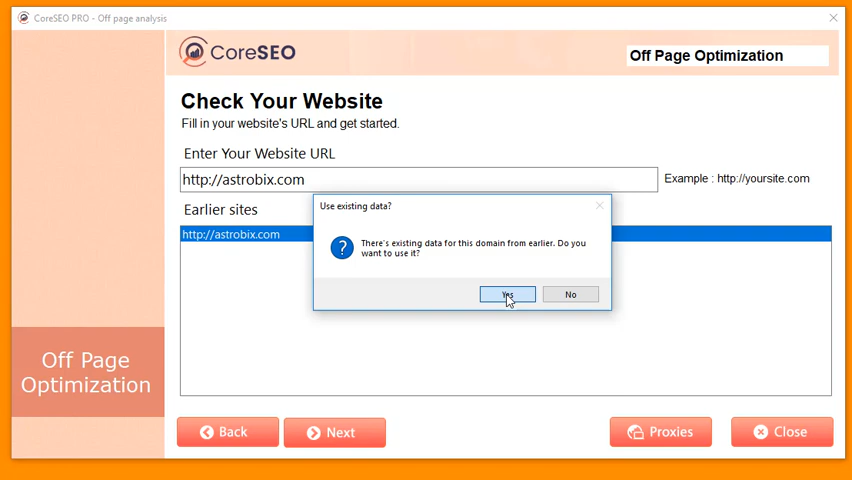 CoreSEO PRO - Off page analysis
CoreSEO
Off Page Optimization
Check Your Website
Fill in your website's URL and get started.
Enter Your Website URL
http://astrobix.com
Example : http://yoursite.com
Earlier sites
http://astrobix.com
Use existing data?
There's existing data for this domain from earlier. Do you
want to use it?
Yes
No
Off Page
Optimization
Back
Next
Proxies
Close